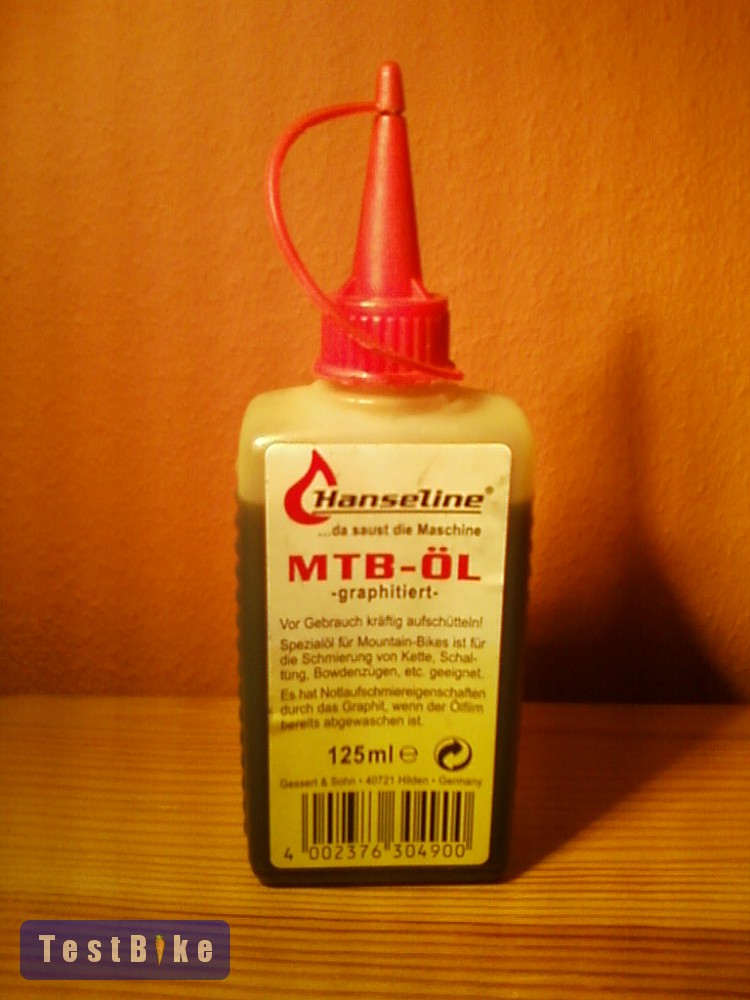 Hanseline®
...da saust die Maschine
MTB-ÖL
-graphitiert-
Vor Gebrauch kräftig aufschütteln!
Spezialöl für Mountain-Bikes ist für
die Schmierung von Kette, Schal-
tung, Bowdenzügen, etc. geeignet.
Es hat Notlaufschmiereigenschaften
durch das Graphit, wenn der Ölfilm
bereits abgewaschen ist.
125ml ℮
Gessert & Sohn • 40721 Hilden • Germany
4 002376 304900
TestBike